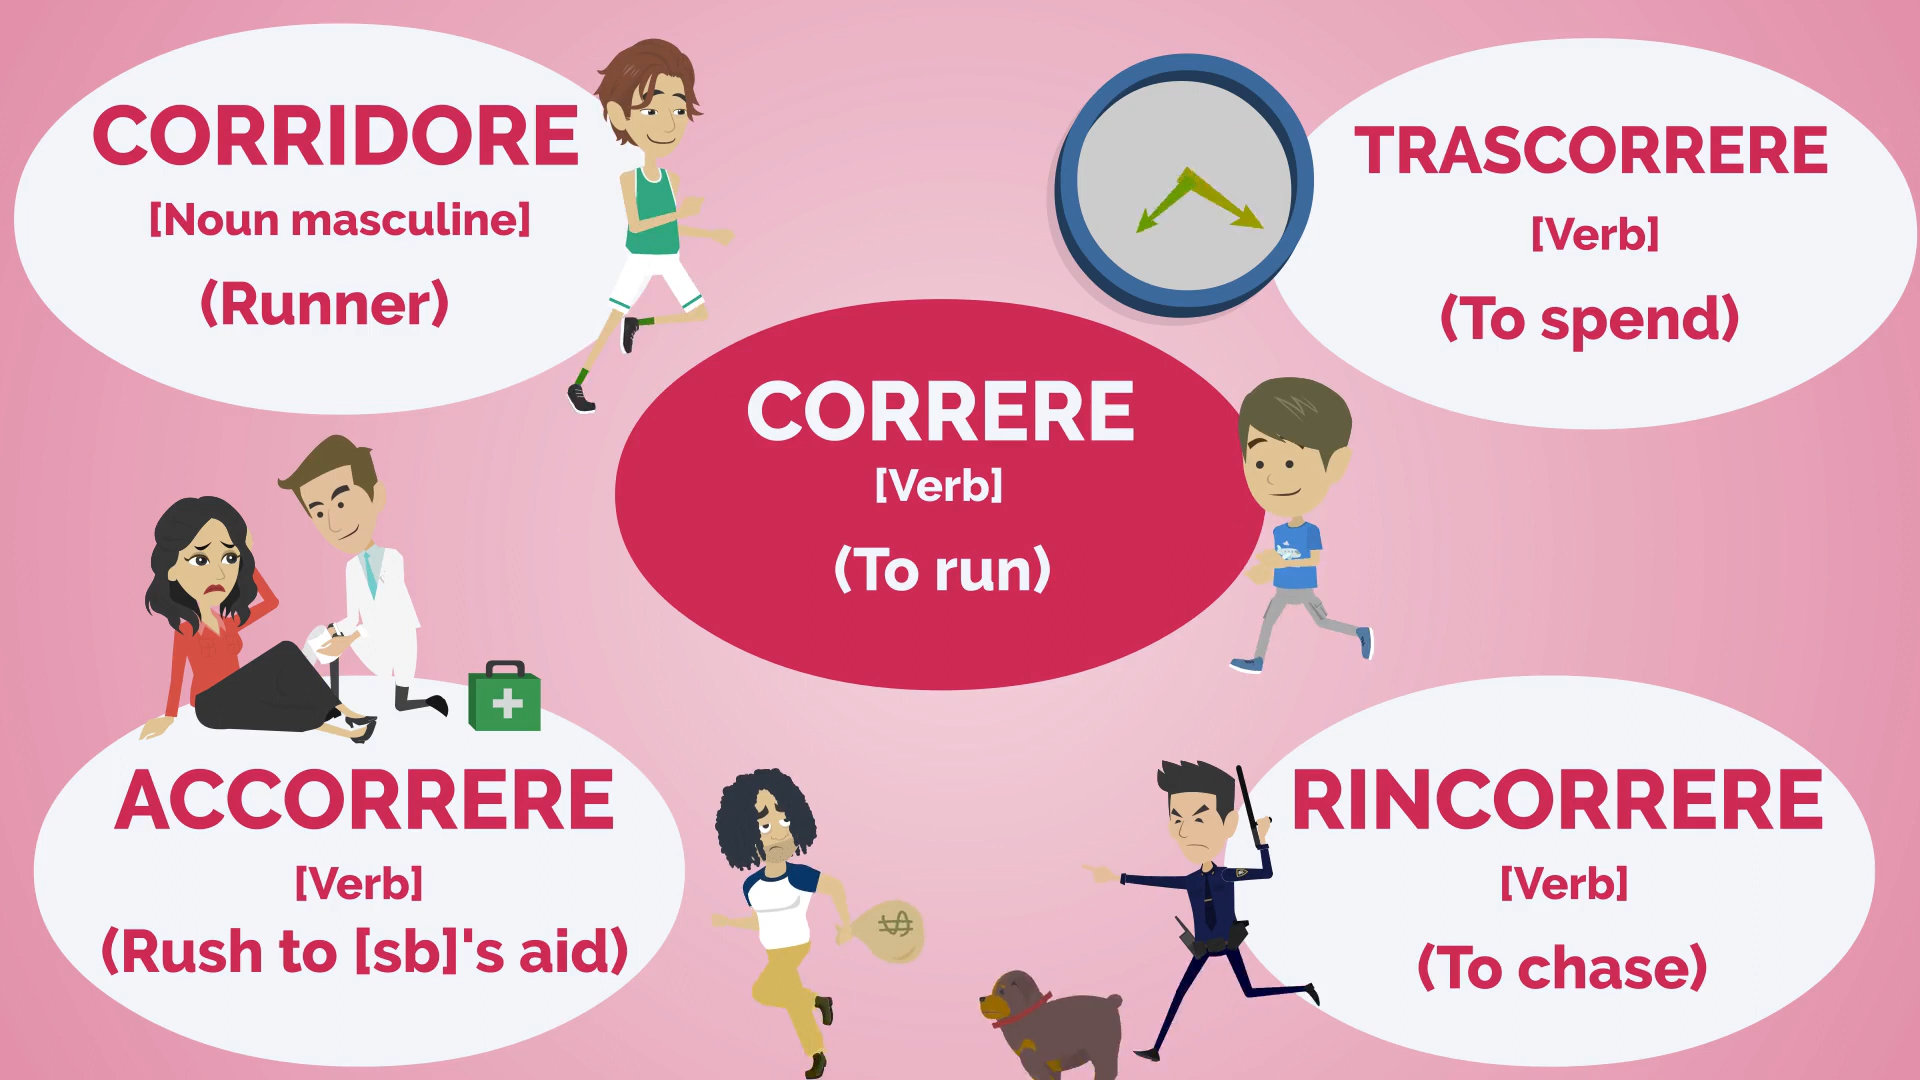 CORRIDORE
[Noun masculine]
(Runner)
TRASCORRERE
[Verb]
(To spend)
CORRERE
[Verb]
(To run)
ACCORRERE
[Verb]
(Rush to [sb]'s aid)
RINCORRERE
[Verb]
(To chase)